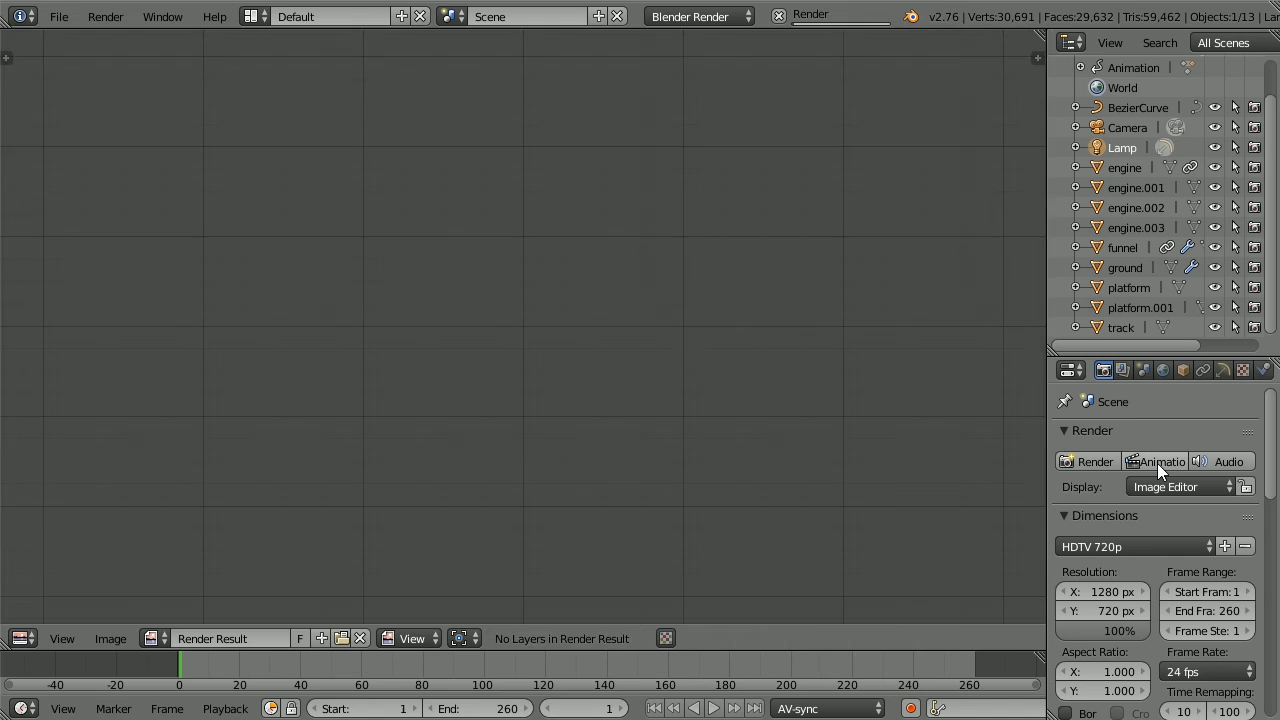 File Render Window Help Default Scene Blender Render Render v2.76 | Verts:30,691 | Faces:29,632 | Tris:59,462 | Objects:1/13 | Lar
View Search All Scenes
Animation
World
BezierCurve
Camera
Lamp
engine
engine.001
engine.002
engine.003
funnel
ground
platform
platform.001
track
Scene
Render
Render Animatio Audio
Display: Image Editor
Dimensions
HDTV 720p
Resolution: Frame Range:
X: 1280 px Start Fram: 1
Y: 720 px End Fra: 260
100% Frame Ste: 1
Aspect Ratio: Frame Rate:
X: 1.000 24 fps
Y: 1.000 Time Remapping:
Bor Cro 10 100
View Image Render Result F View No Layers in Render Result
-40 -20 0 20 40 60 80 100 120 140 160 180 200 220 240 260
View Marker Frame Playback Start: 1 End: 260 1 AV-sync